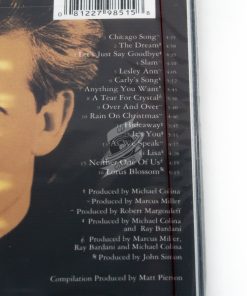 0 81227 98515 8
Chicago Song
The Dream
Let's Just Say Goodbye
Slam
Lesley Ann
Carly's Song
Anything You Want
A Tear For Crystal
Over And Over
Rain On Christmas
Hideaway
It's You
As We Speak
Lisa
Neither One Of Us
Lotus Blossom
Produced by Michael Colina
Produced by Marcus Miller
Produced by Robert Margouleff
Produced by Michael Colina
and Ray Bardani
Produced by Marcus Miller,
Ray Bardani and Michael Colina
Produced by John Simon
Compilation Produced by Matt Pierson